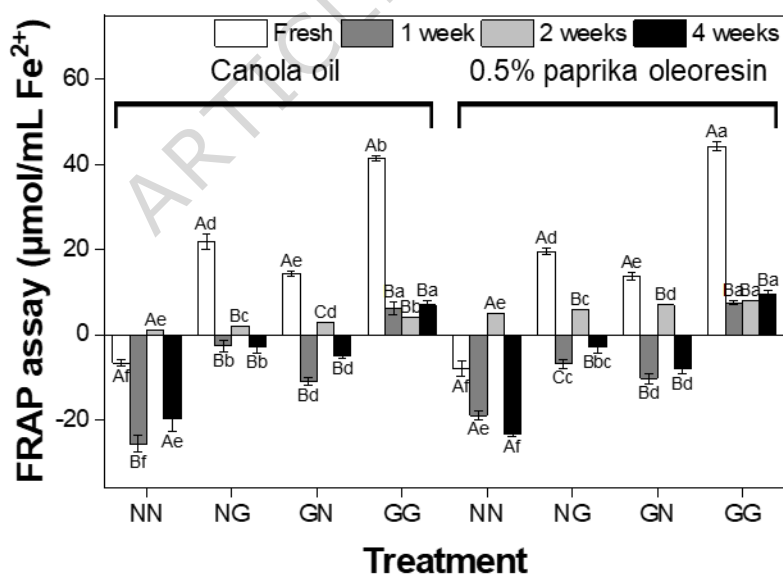 Fresh 1 week 2 weeks 4 weeks
Canola oil 0.5% paprika oleoresin
ARTICLE
FRAP assay (µmol/mL Fe²⁺)
60
40
20
0
-20
Af Bf Ae Ae
Ad Bb Bc Bb
Ae Bd Cd Bd
Ab Ba Bb Ba
Af Ae Ae Af
Ad Cc Bc Bbc
Ae Bd Bd Bd
Aa Ba Ba Ba
NN NG GN GG NN NG GN GG
Treatment